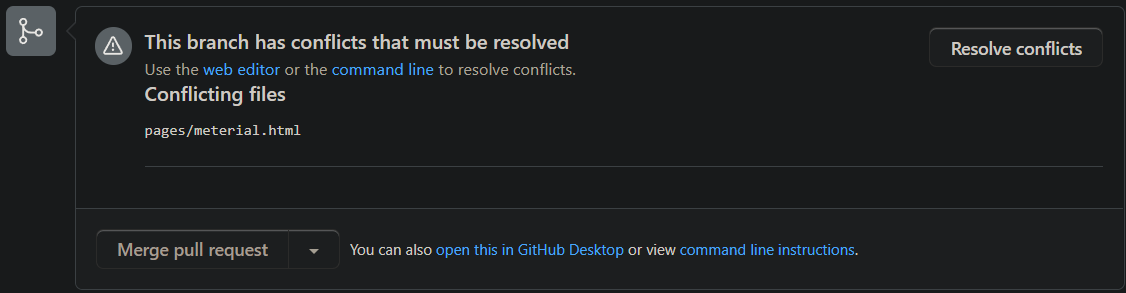 This branch has conflicts that must be resolved
Resolve conflicts
Use the web editor or the command line to resolve conflicts.
Conflicting files
pages/meterial.html
Merge pull request
You can also open this in GitHub Desktop or view command line instructions.